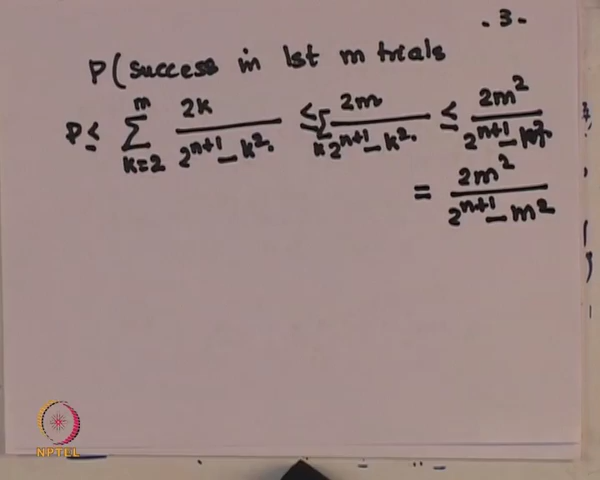 .3.
P(success in 1st m trials
P ≤ ∑_{k=2}^{m} 2k / (2^{n+1} - k^2) ≤ ∑_k 2m / (2^{n+1} - k^2) ≤ 2m^2 / (2^{n+1} - m^2)
= 2m^2 / (2^{n+1} - m^2)
NPTEL